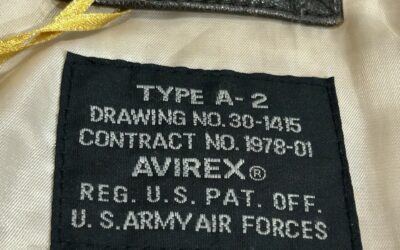 TYPE A-2
DRAWING NO. 30-1415
CONTRACT NO. 1978-01
AVIREX®
REG. U.S. PAT. OFF.
U.S. ARMY AIR FORCES